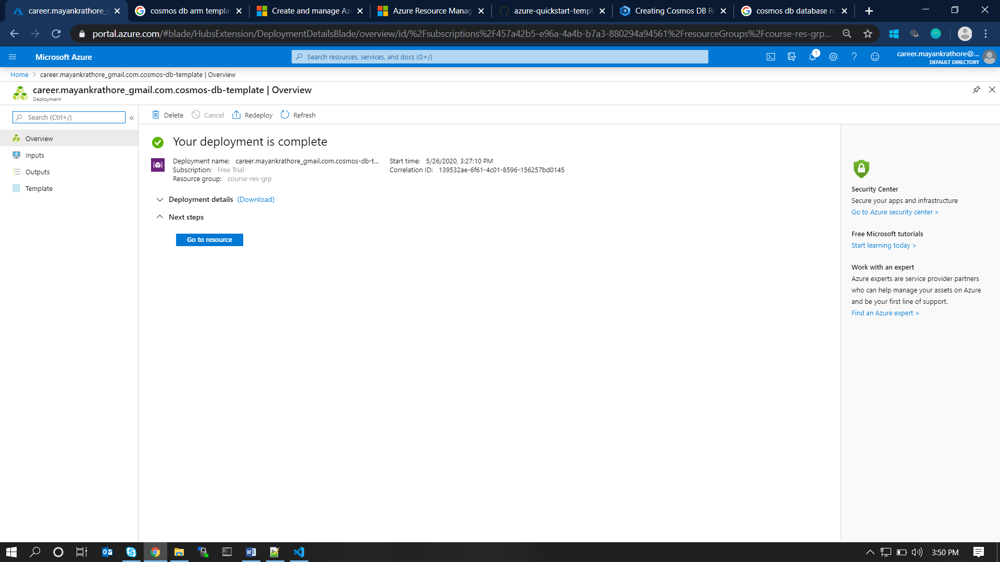 career.mayankrathore_
cosmos db arm templa
Create and manage Az
Azure Resource Manag
azure-quickstart-templ
Creating Cosmos DB R
cosmos db database na
portal.azure.com/#blade/HubsExtension/DeploymentDetailsBlade/overview/id/%2Fsubscriptions%2F457a42b5-e96a-4a4b-b7a3-880294a94561%2FresourceGroups%2Fcourse-res-grp...
m
Microsoft Azure
Search resources, services, and docs (G+/)
1
career.mayankrathore@...
DEFAULT DIRECTORY
Home > career.mayankrathore_gmail.com.cosmos-db-template | Overview
career.mayankrathore_gmail.com.cosmos-db-template | Overview
Deployment
Search (Ctrl+/)
«
Overview
Inputs
Outputs
Template
Delete
Cancel
Redeploy
Refresh
Your deployment is complete
Deployment name: career.mayankrathore_gmail.com.cosmos-db-t...
Subscription: Free Trial
Resource group: course-res-grp
Start time: 5/26/2020, 3:27:10 PM
Correlation ID: 139532ae-6f61-4c01-8596-156257bd0145
Deployment details (Download)
Next steps
Go to resource
Security Center
Secure your apps and infrastructure
Go to Azure security center >
Free Microsoft tutorials
Start learning today >
Work with an expert
Azure experts are service provider partners
who can help manage your assets on Azure
and be your first line of support.
Find an Azure expert >
3:50 PM